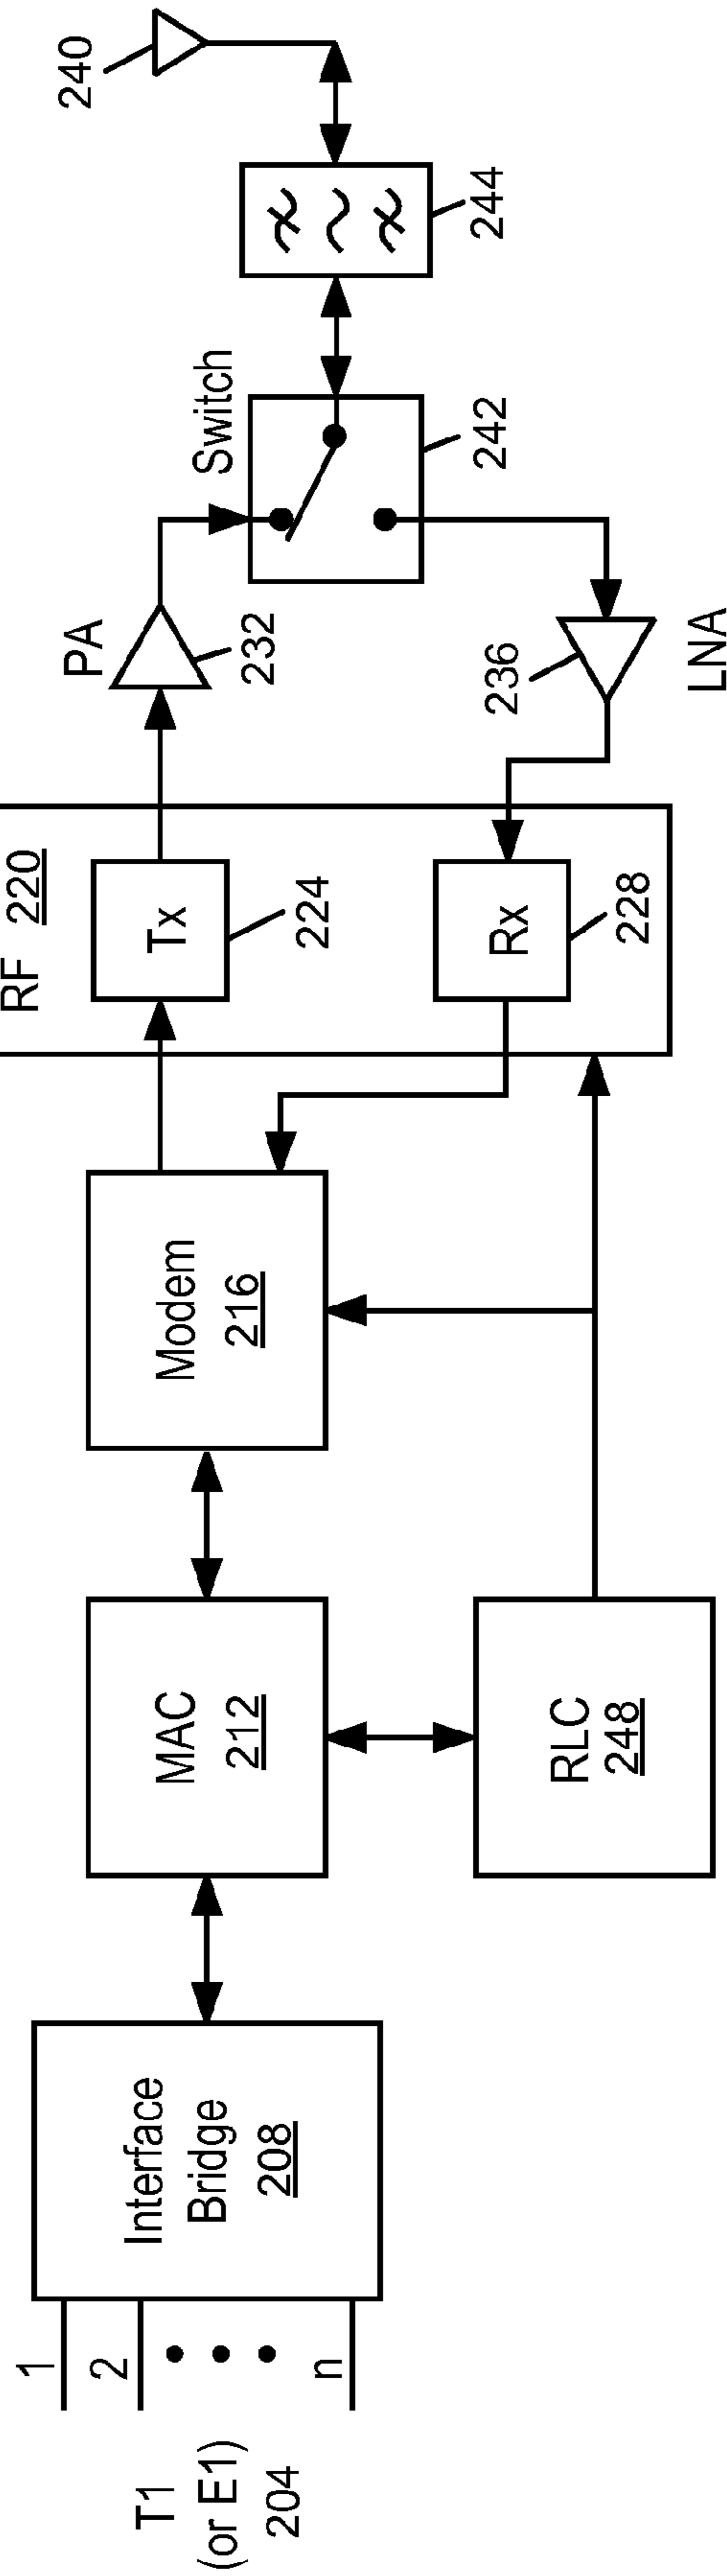 1
2
n
T1
(or E1)
204
Interface
Bridge
208
MAC
212
RLC
248
Modem
216
RF 220
Tx
224
Rx
228
PA
232
236
LNA
Switch
242
244
240